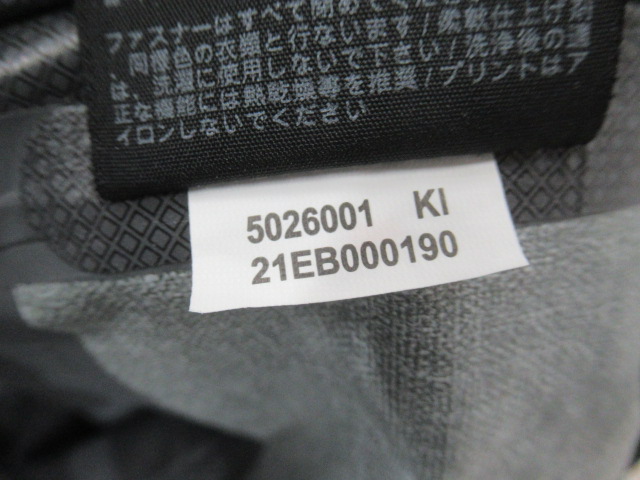 ファスナーはすべて閉めてくだ
同様色の衣類と行ないます/柔軟仕上げ
は、洗濯に使用しないで下さい/洗浄後の
正な機能には熱乾燥機を推奨/プリントはア
イロンしないでください
5026001 KI
21EB000190